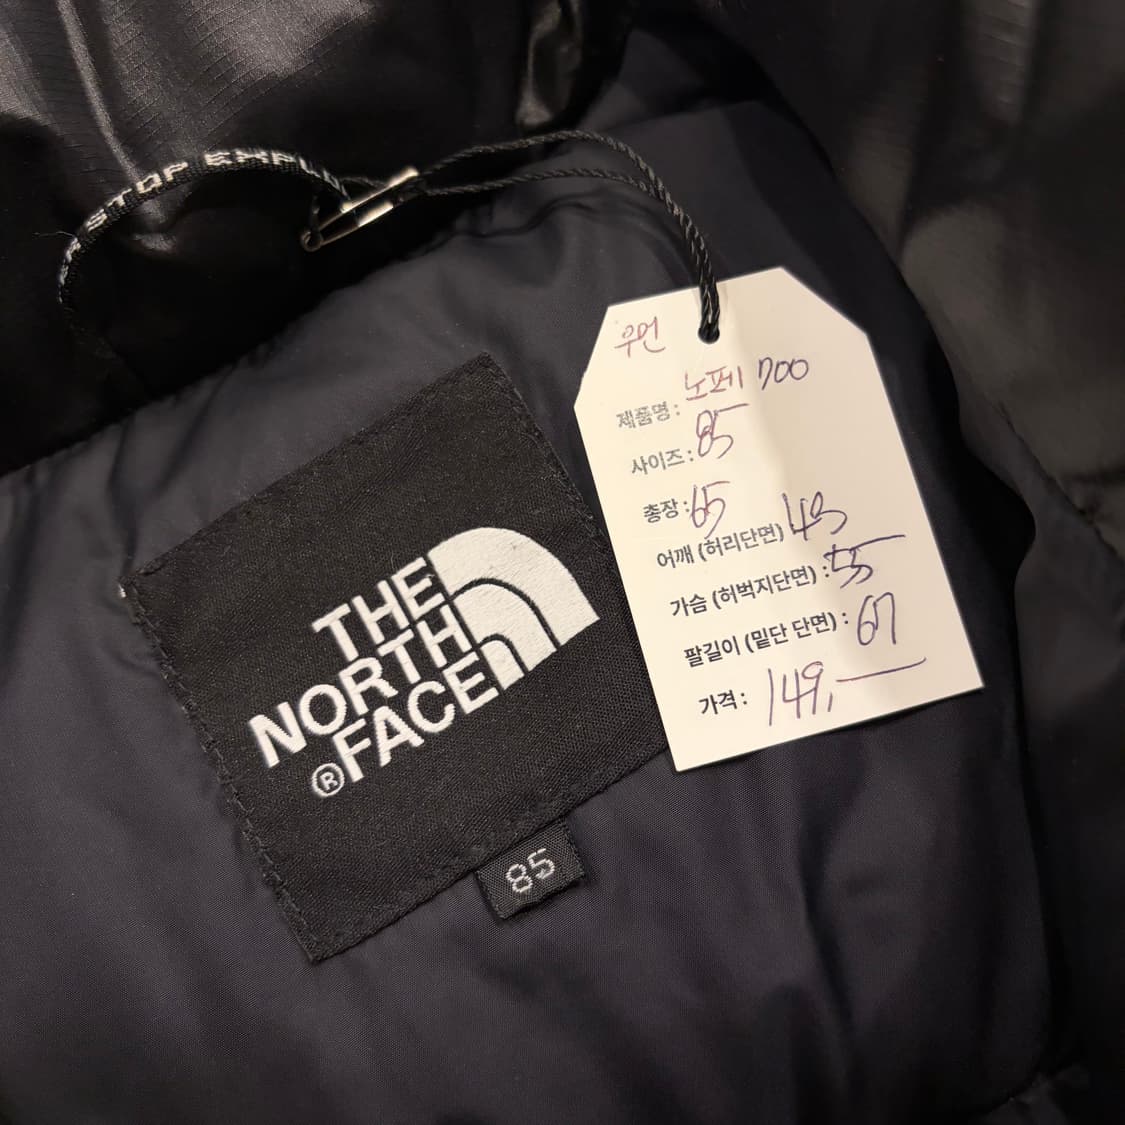 STOP EXPL
우먼
제품명: 노페 700
사이즈: 85
총장: 65
어깨 (허리단면) 43
가슴 (허벅지단면) : 55
팔길이 (밑단 단면) : 67
가격: 149,—
THE
NORTH
FACE®
85